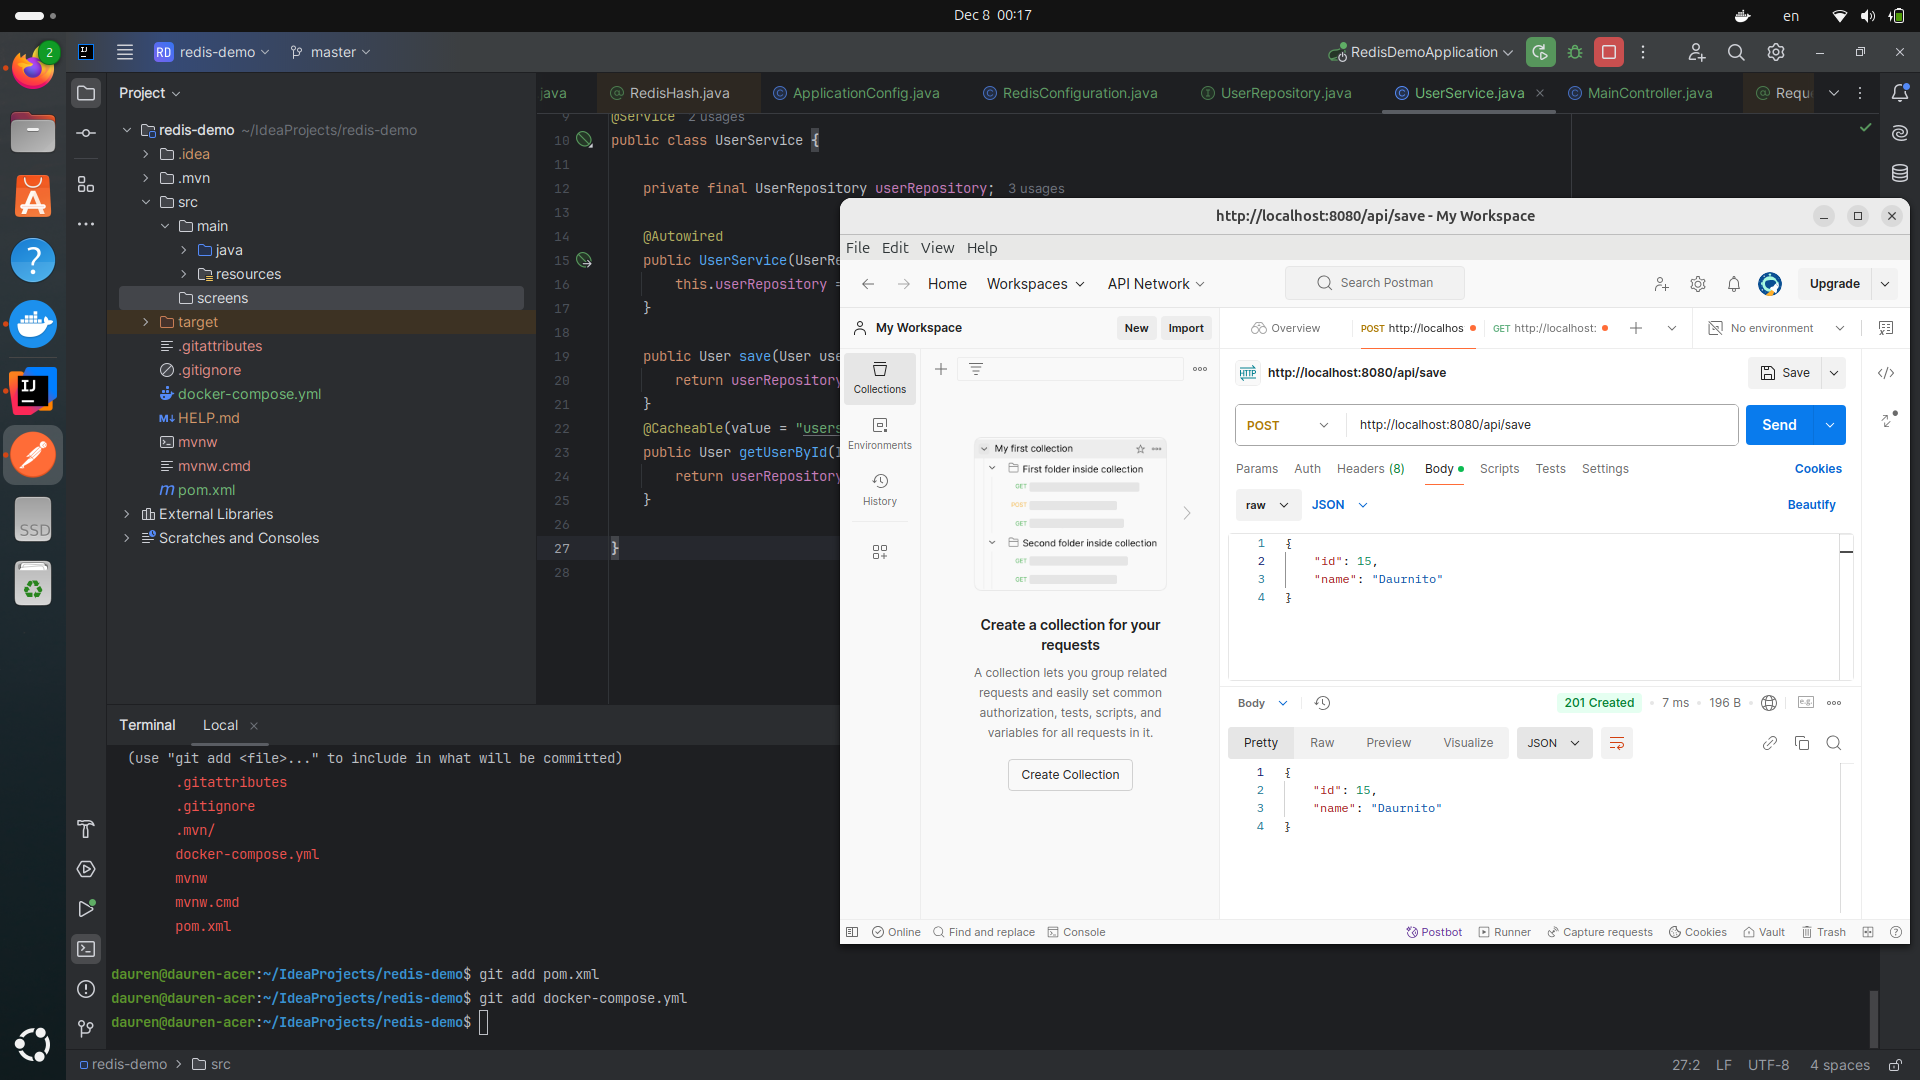 Dec 8 00:17
en
2
RD redis-demo
master
RedisDemoApplication
Project
java
RedisHash.java
ApplicationConfig.java
RedisConfiguration.java
UserRepository.java
UserService.java
MainController.java
redis-demo ~/IdeaProjects/redis-demo
.idea
.mvn
src
main
java
resources
screens
target
.gitattributes
.gitignore
docker-compose.yml
HELP.md
mvnw
mvnw.cmd
pom.xml
External Libraries
Scratches and Consoles
SSD
9 @Service 2 usages
10 public class UserService {
11
12 private final UserRepository userRepository; 3 usages
13
14 @Autowired
15 public UserService(UserRe
16 this.userRepository =
17 }
18
19 public User save(User use
20 return userRepository
21 }
22 @Cacheable(value = "users
23 public User getUserById(I
24 return userRepository
25 }
26
27 }
28
Terminal
Local
(use "git add <file>..." to include in what will be committed)
.gitattributes
.gitignore
.mvn/
docker-compose.yml
mvnw
mvnw.cmd
pom.xml
dauren@dauren-acer:~/IdeaProjects/redis-demo$ git add pom.xml
dauren@dauren-acer:~/IdeaProjects/redis-demo$ git add docker-compose.yml
dauren@dauren-acer:~/IdeaProjects/redis-demo$
redis-demo > src
27:2 LF UTF-8 4 spaces
http://localhost:8080/api/save - My Workspace
File Edit View Help
Home Workspaces API Network
Search Postman
Upgrade
My Workspace
New Import
Overview
POST http://localhos
GET http://localhost:
No environment
Collections
Environments
History
My first collection
First folder inside collection
GET
POST
GET
Second folder inside collection
GET
GET
Create a collection for your
requests
A collection lets you group related
requests and easily set common
authorization, tests, scripts, and
variables for all requests in it.
Create Collection
HTTP http://localhost:8080/api/save
Save
POST http://localhost:8080/api/save
Send
Params Auth Headers (8) Body Scripts Tests Settings
Cookies
raw JSON
Beautify
1 {
2 "id": 15,
3 "name": "Daurnito"
4 }
Body
201 Created • 7 ms • 196 B
e.g.
Pretty Raw Preview Visualize JSON
1 {
2 "id": 15,
3 "name": "Daurnito"
4 }
Online Find and replace Console
Postbot Runner Capture requests Cookies Vault Trash